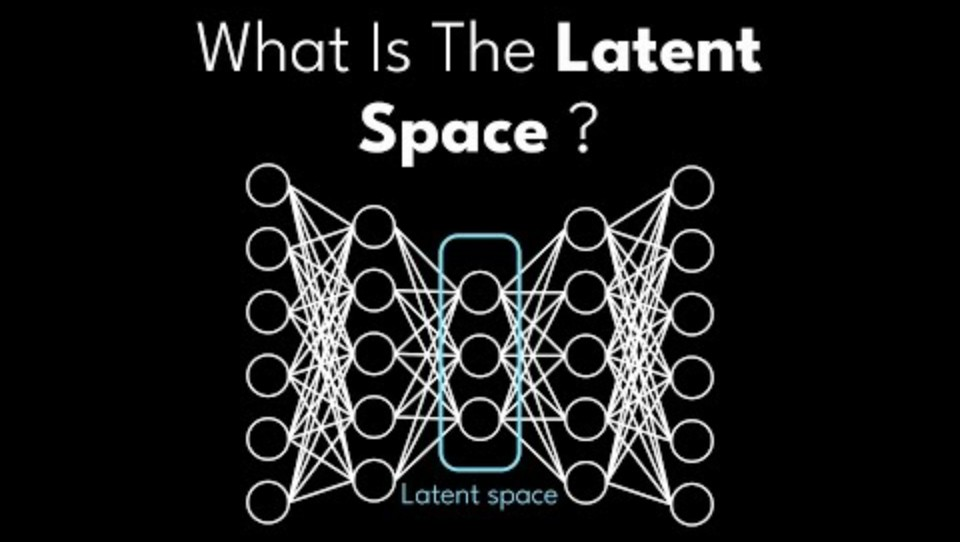 What Is The Latent
Space ?
Latent space